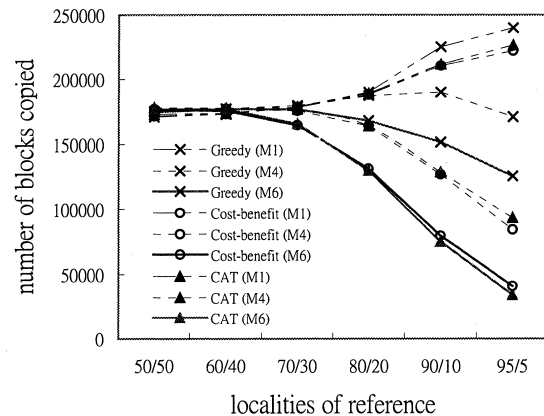 number of blocks copied
250000
200000
150000
100000
50000
0
Greedy (M1)
Greedy (M4)
Greedy (M6)
Cost-benefit (M1)
Cost-benefit (M4)
Cost-benefit (M6)
CAT (M1)
CAT (M4)
CAT (M6)
50/50 60/40 70/30 80/20 90/10 95/5
localities of reference